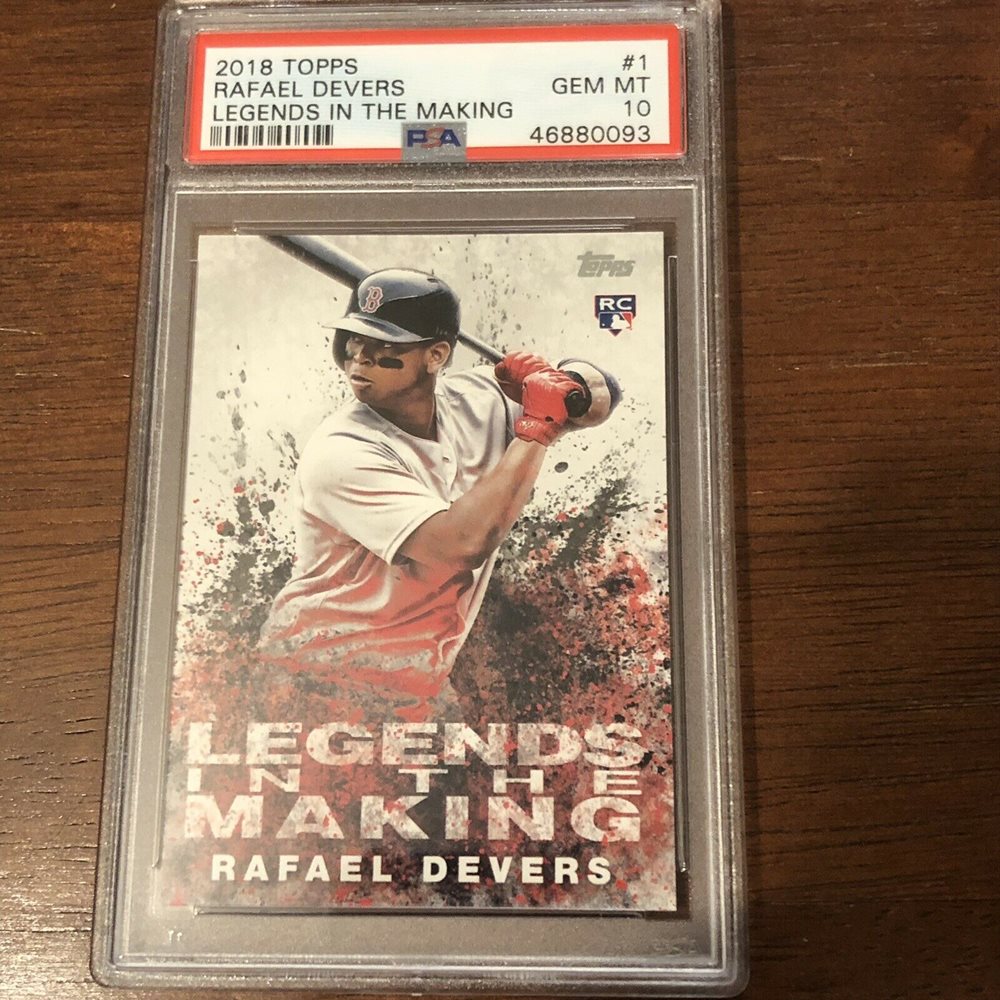 2018 TOPPS #1
RAFAEL DEVERS GEM MT
LEGENDS IN THE MAKING 10
PSA 46880093
Topps
RC
B
LEGENDS
IN THE
MAKING
RAFAEL DEVERS